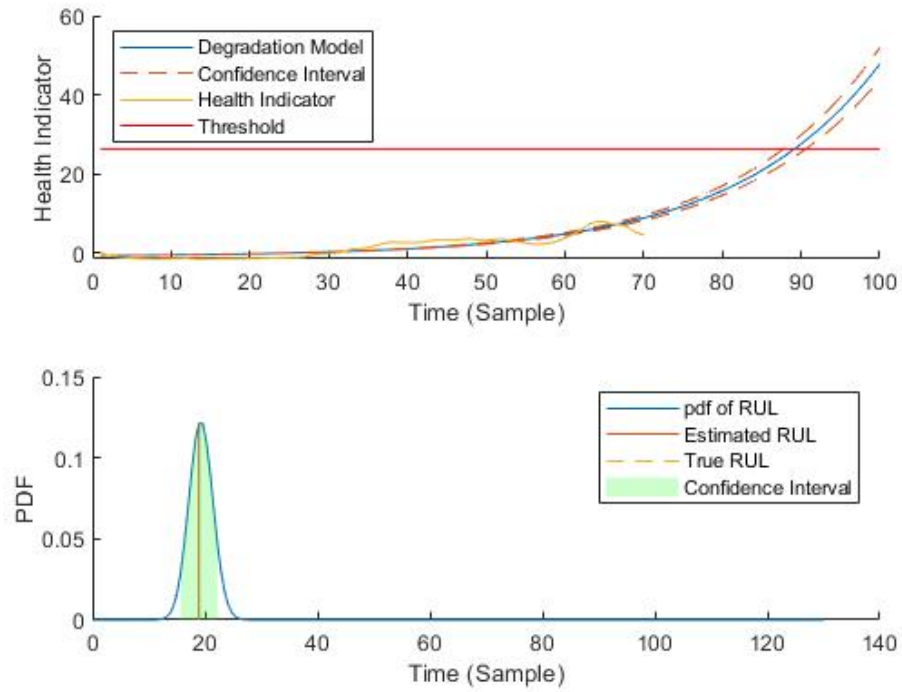 60
40
20
0
Health Indicator
Degradation Model
Confidence Interval
Health Indicator
Threshold
0 10 20 30 40 50 60 70 80 90 100
Time (Sample)
0.15
0.1
0.05
0
PDF
pdf of RUL
Estimated RUL
True RUL
Confidence Interval
0 20 40 60 80 100 120 140
Time (Sample)